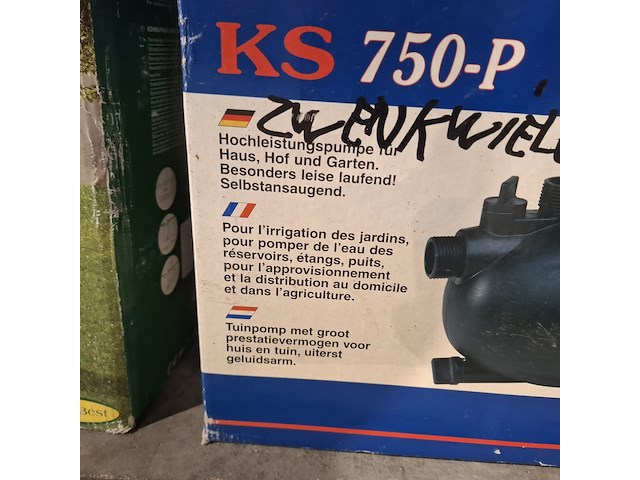 KS 750-P
ZWENKWIEL
Hochleistungspumpe für
Haus, Hof und Garten.
Besonders leise laufend!
Selbstansaugend.
Pour l'irrigation des jardins,
pour pomper de l'eau des
réservoirs, étangs, puits,
pour l'approvisionnement
et la distribution au domicile
et dans l'agriculture.
Tuinpomp met groot
prestatievermogen voor
huis en tuin, uiterst
geluidsarm.
Best